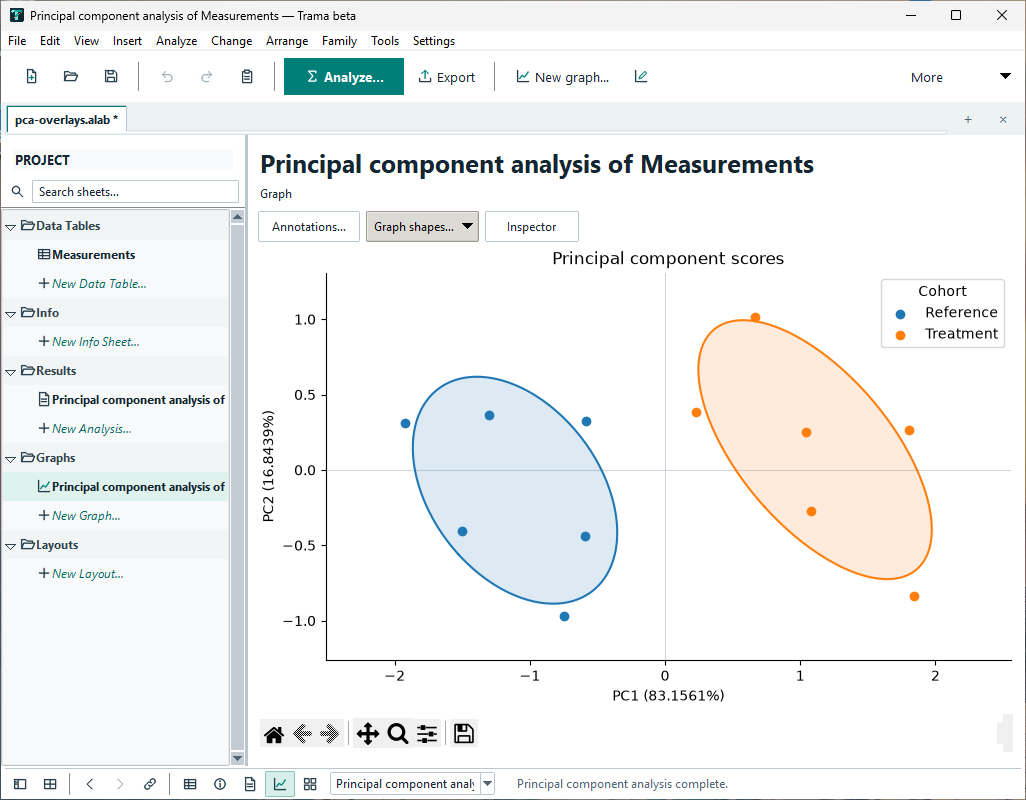 Principal component analysis of Measurements — Trama beta
File Edit View Insert Analyze Change Arrange Family Tools Settings
Σ Analyze... Export New graph... More
pca-overlays.alab * + ×
PROJECT
Search sheets...
Data Tables
Measurements
+ New Data Table...
Info
+ New Info Sheet...
Results
Principal component analysis of
+ New Analysis...
Graphs
Principal component analysis of
+ New Graph...
Layouts
+ New Layout...
Principal component analysis of Measurements
Graph
Annotations... Graph shapes... Inspector
Principal component scores
Cohort
Reference
Treatment
1.0
0.5
0.0
−0.5
−1.0
PC2 (16.8439%)
−2 −1 0 1 2
PC1 (83.1561%)
Principal component analy Principal component analysis complete.